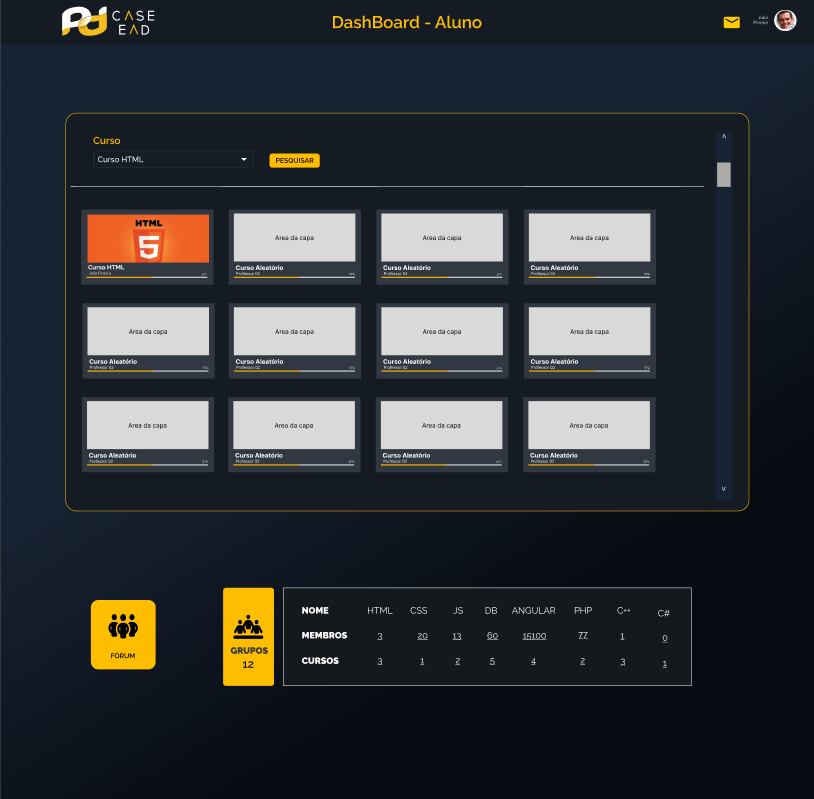 Pd CASE EAD
DashBoard - Aluno
Júlio Pereira
Curso
Curso HTML
PESQUISAR
HTML
5
Area da capa
Area da capa
Area da capa
Curso HTML
Júlio Pereira
Curso Aleatório
Professor 02
Curso Aleatório
Professor 02
Curso Aleatório
Professor 02
Area da capa
Area da capa
Area da capa
Area da capa
Curso Aleatório
Professor 02
Curso Aleatório
Professor 02
Curso Aleatório
Professor 02
Curso Aleatório
Professor 02
Area da capa
Area da capa
Area da capa
Area da capa
Curso Aleatório
Professor 02
Curso Aleatório
Professor 02
Curso Aleatório
Professor 02
Curso Aleatório
Professor 02
FÓRUM
GRUPOS
12
NOME HTML CSS JS DB ANGULAR PHP C++ C#
MEMBROS 3 20 13 60 15100 77 1 0
CURSOS 3 1 2 5 4 2 3 1